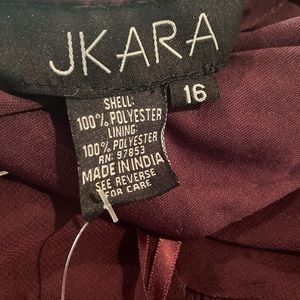 JKARA
16
SHELL:
100% POLYESTER
LINING:
100% POLYESTER
RN: 97853
MADE IN INDIA
SEE REVERSE
FOR CARE